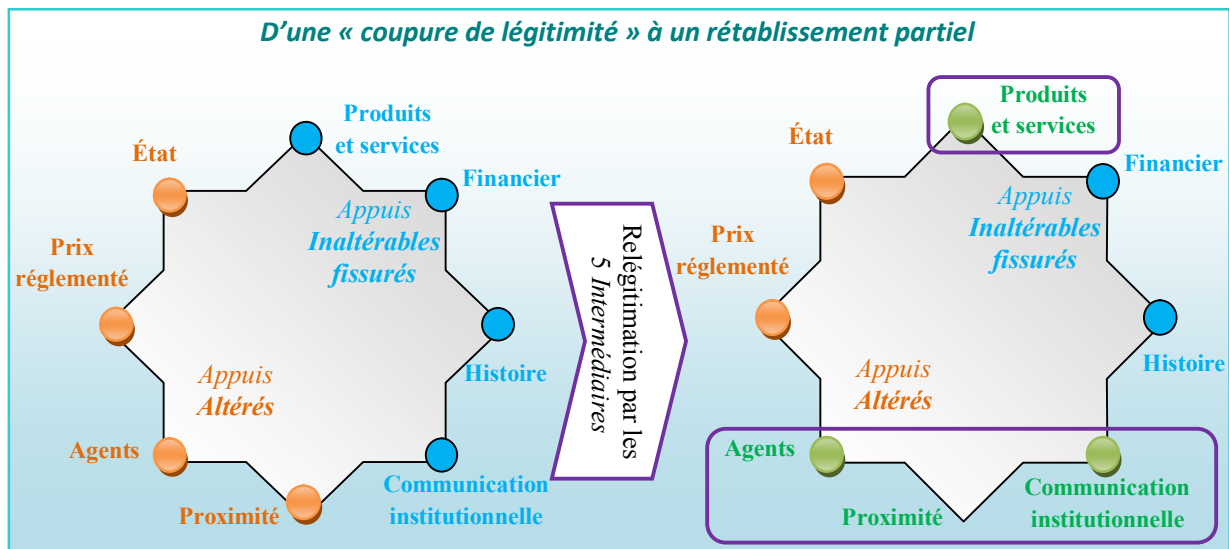 D'une « coupure de légitimité » à un rétablissement partiel
Produits
et services
État
Financier
Appuis
Inaltérables
fissurés
Prix
réglementé
Histoire
Appuis
Altérés
Agents
Communication
institutionnelle
Proximité
Relégitimation par les
5 Intermédiaires
Produits
et services
État
Financier
Appuis
Inaltérables
fissurés
Prix
réglementé
Histoire
Appuis
Altérés
Agents
Communication
institutionnelle
Proximité